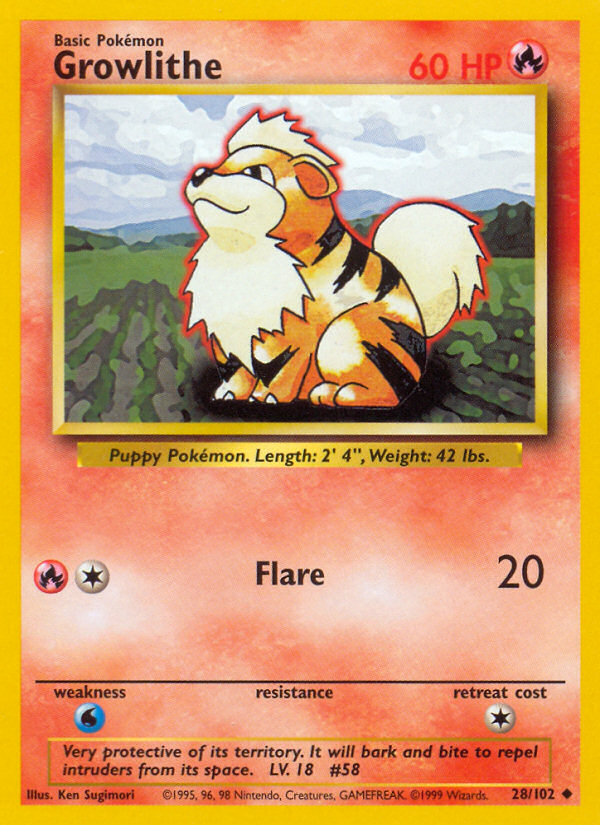 Basic Pokémon
Growlithe
60 HP
Puppy Pokémon. Length: 2' 4", Weight: 42 lbs.
Flare 20
weakness resistance retreat cost
Very protective of its territory. It will bark and bite to repel
intruders from its space. LV. 18 #58
Illus. Ken Sugimori ©1995, 96, 98 Nintendo, Creatures, GAMEFREAK. ©1999 Wizards. 28/102